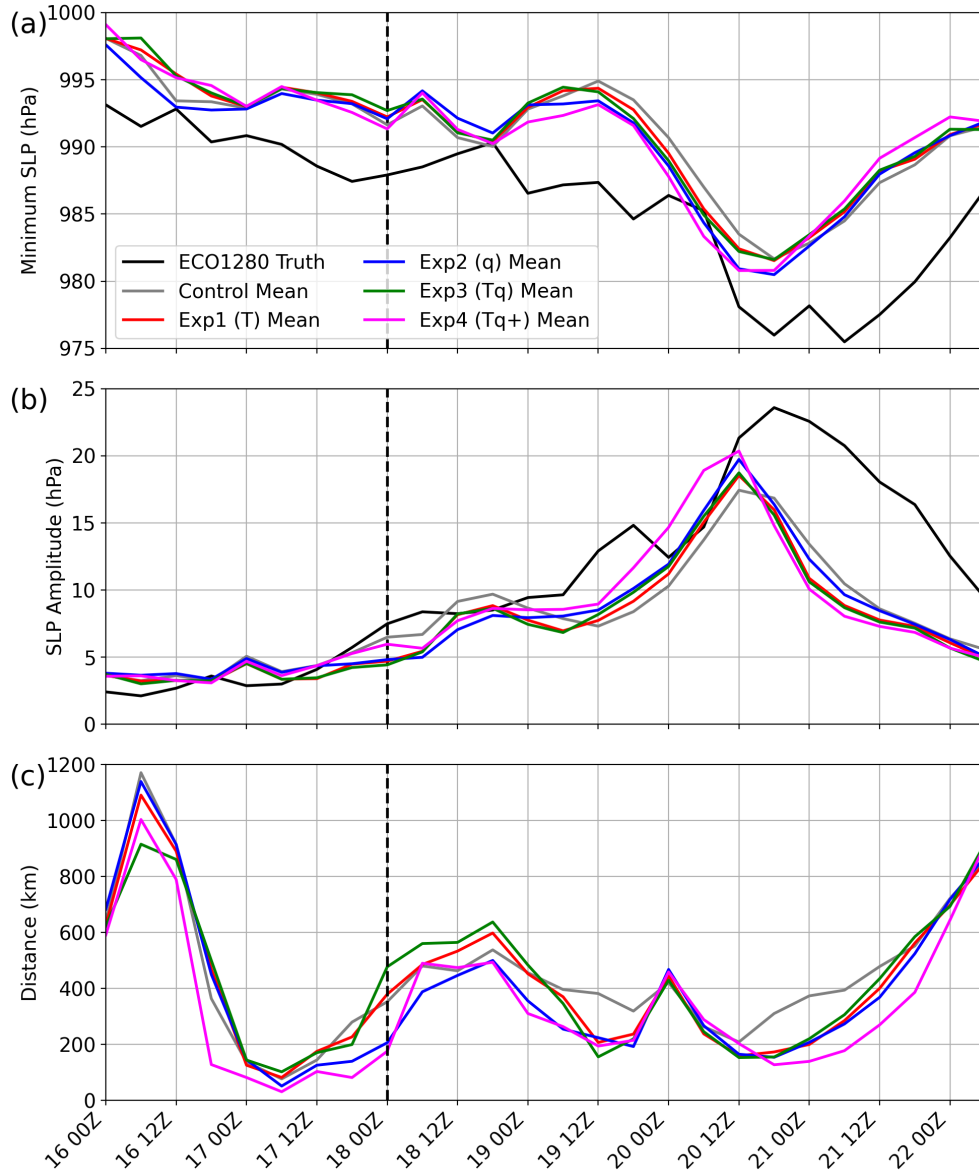 (a)
Minimum SLP (hPa)
1000
995
990
985
980
975
ECO1280 Truth
Control Mean
Exp1 (T) Mean
Exp2 (q) Mean
Exp3 (Tq) Mean
Exp4 (Tq+) Mean
(b)
SLP Amplitude (hPa)
25
20
15
10
5
0
(c)
Distance (km)
1200
1000
800
600
400
200
0
16 00Z
16 12Z
17 00Z
17 12Z
18 00Z
18 12Z
19 00Z
19 12Z
20 00Z
20 12Z
21 00Z
21 12Z
22 00Z